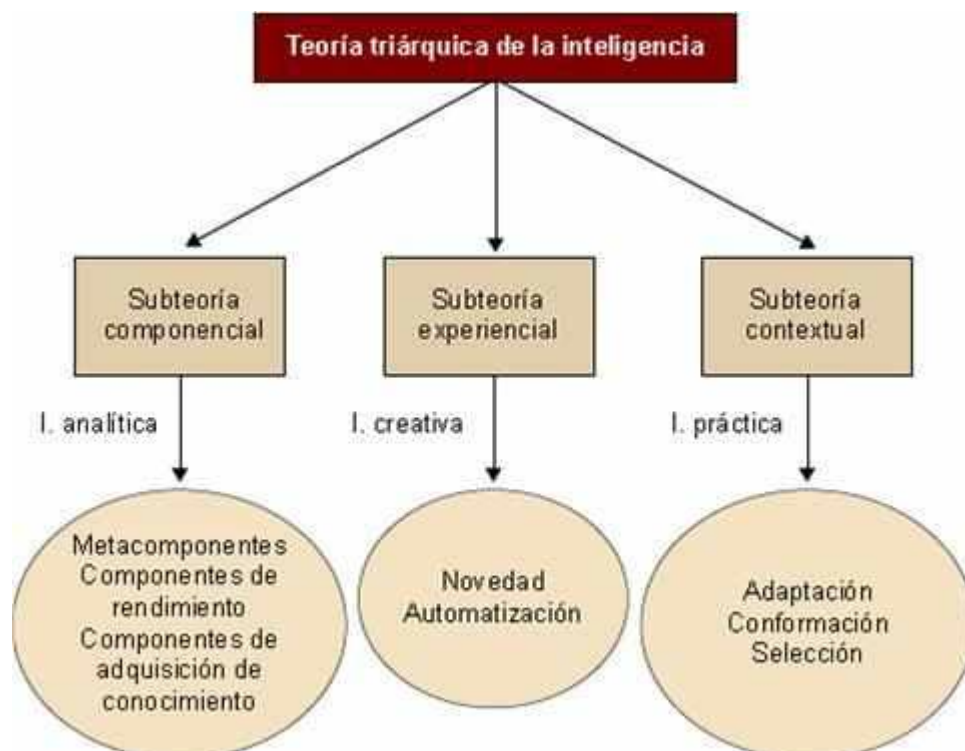 Teoría triárquica de la inteligencia
Subteoría
componencial
Subteoría
experiencial
Subteoría
contextual
I. analítica
I. creativa
I. práctica
Metacomponentes
Componentes de
rendimiento
Componentes de
adquisición de
conocimiento
Novedad
Automatización
Adaptación
Conformación
Selección